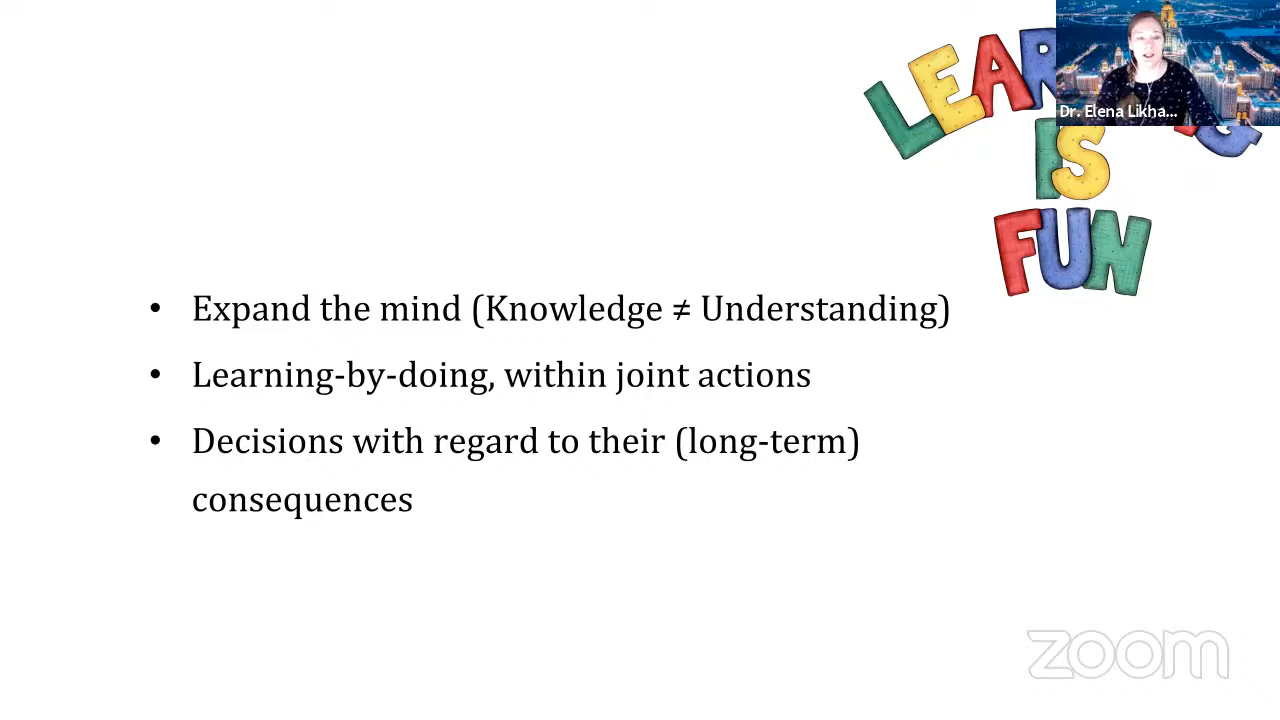 LEAR
Dr. Elena Likha...
IS
FUN
• Expand the mind (Knowledge ≠ Understanding)
• Learning-by-doing, within joint actions
• Decisions with regard to their (long-term)
consequences
zoom